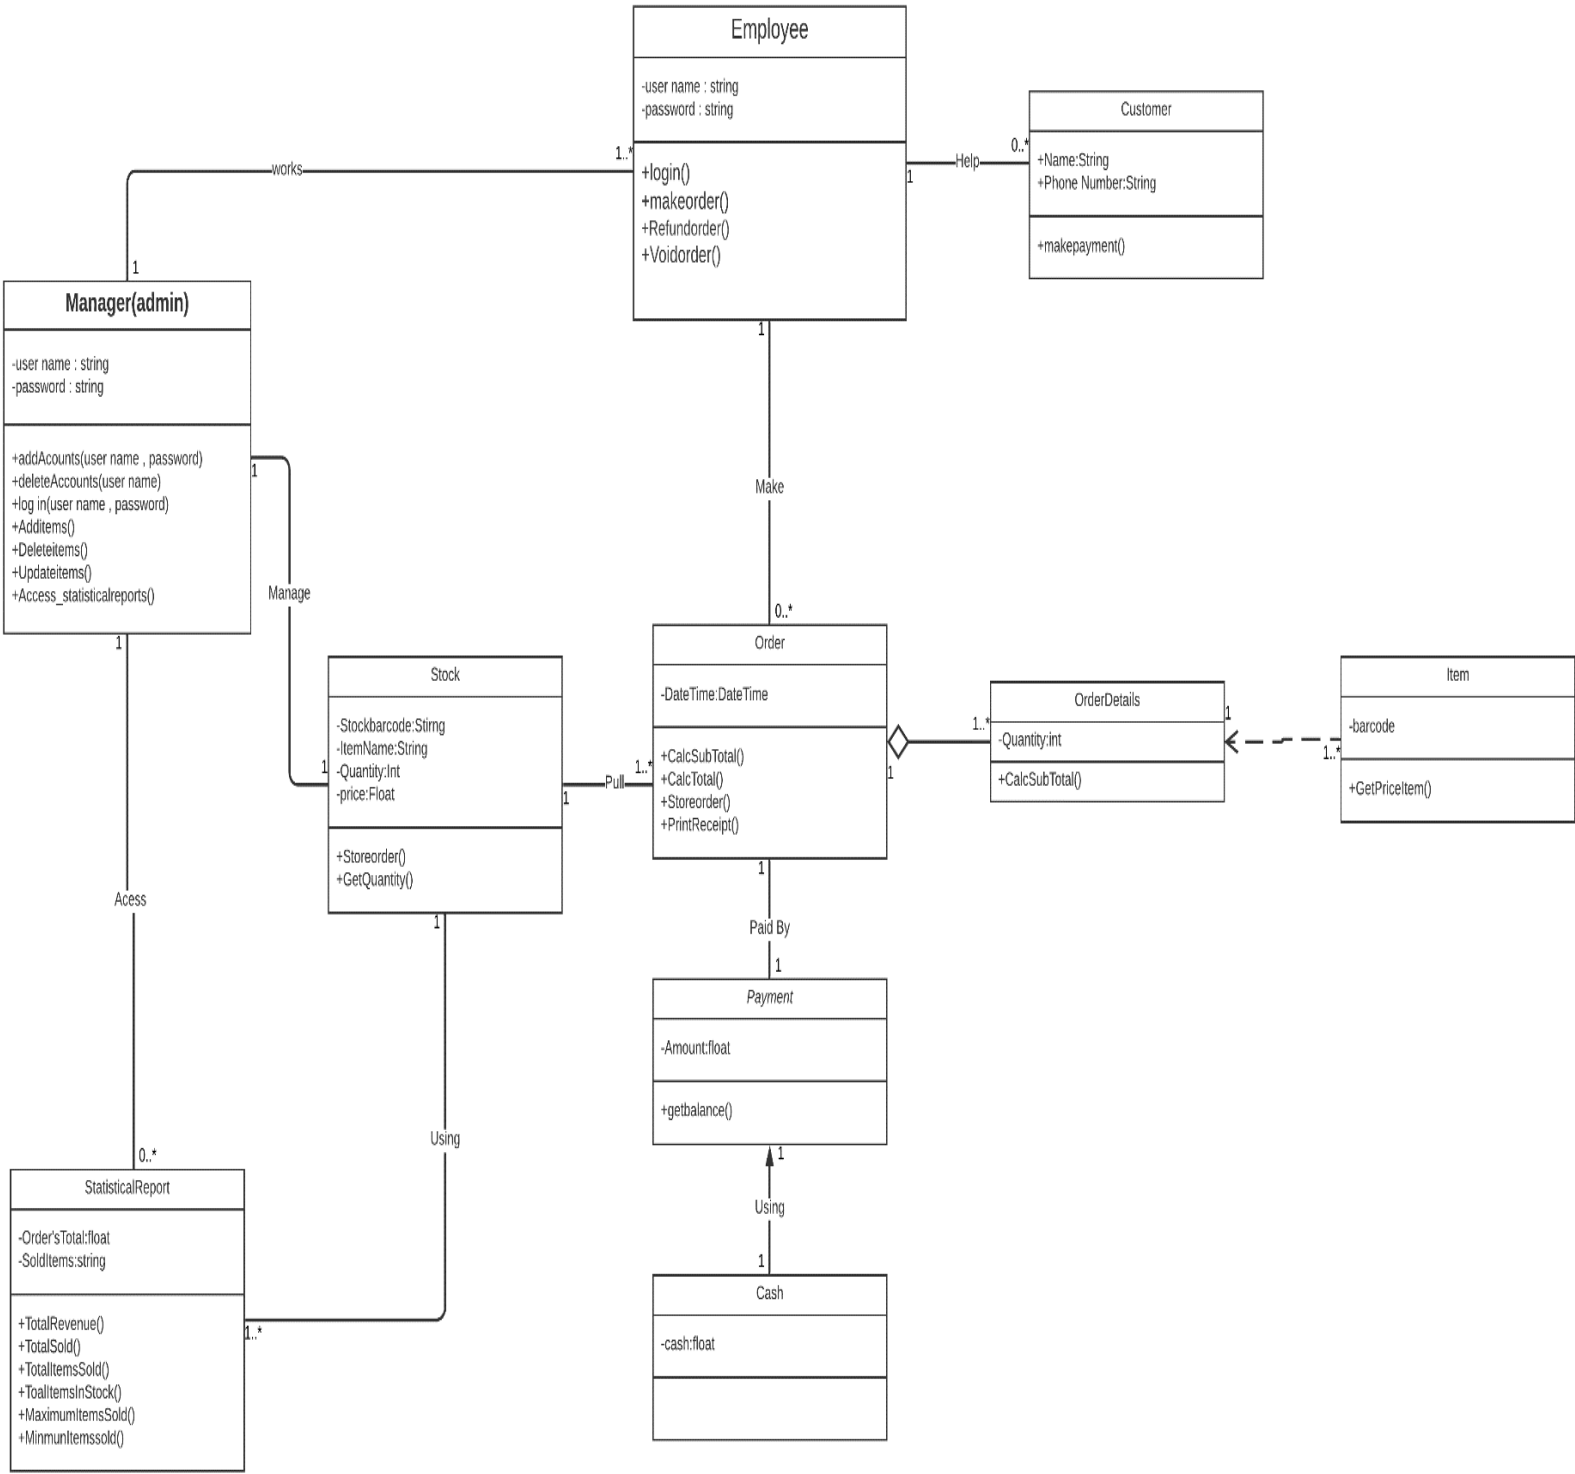 Employee
-user name : string
-password : string
+login()
+makeorder()
+Refundorder()
+Voidorder()
1..*
1
1
works
Help
0..*
Customer
+Name:String
+Phone Number:String
+makepayment()
1
Manager(admin)
-user name : string
-password : string
+addAcounts(user name , password)
+deleteAccounts(user name)
+log in(user name , password)
+Additems()
+Deleteitems()
+Updateitems()
+Access_statisticalreports()
1
1
Manage
Make
0..*
Stock
-Stockbarcode:Stirng
-ItemName:String
-Quantity:Int
-price:Float
+Storeorder()
+GetQuantity()
1
1
1
Pull
1..*
Order
-DateTime:DateTime
+CalcSubTotal()
+CalcTotal()
+Storeorder()
+PrintReceipt()
1
1
1..*
OrderDetails
-Quantity:int
+CalcSubTotal()
1
1..*
Item
-barcode
+GetPriceItem()
Acess
0..*
Using
1..*
Paid By
1
Payment
-Amount:float
+getbalance()
1
Using
1
Cash
-cash:float
StatisticalReport
-Order'sTotal:float
-SoldItems:string
+TotalRevenue()
+TotalSold()
+TotalItemsSold()
+ToalItemsInStock()
+MaximumItemsSold()
+MinmunItemssold()